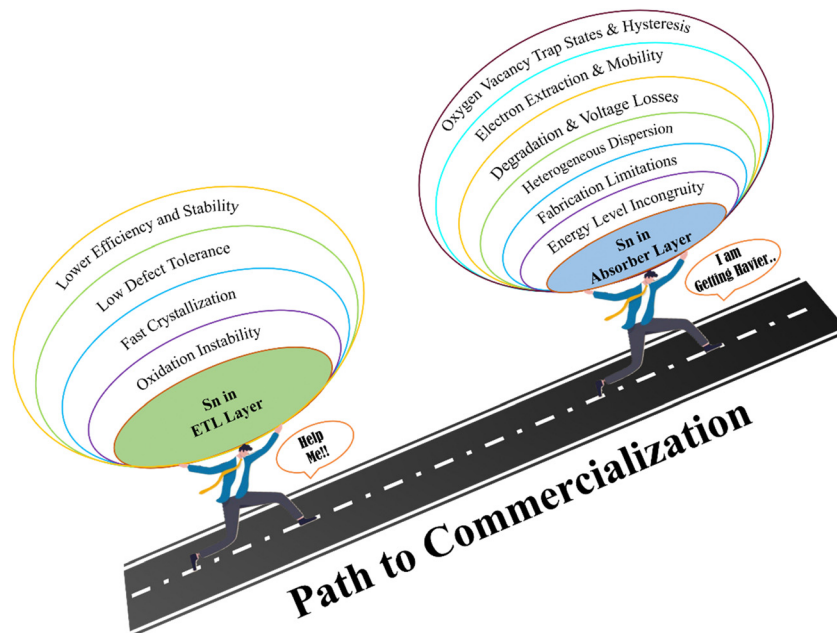 Lower Efficiency and Stability
Low Defect Tolerance
Fast Crystallization
Oxidation Instability
Sn in
ETL Layer
Help
Me!!
Oxygen Vacancy Trap States & Hysteresis
Electron Extraction & Mobility
Degradation & Voltage Losses
Heterogeneous Dispersion
Fabrication Limitations
Energy Level Incongruity
Sn in
Absorber Layer
I am
Getting Havier..
Path to Commercialization